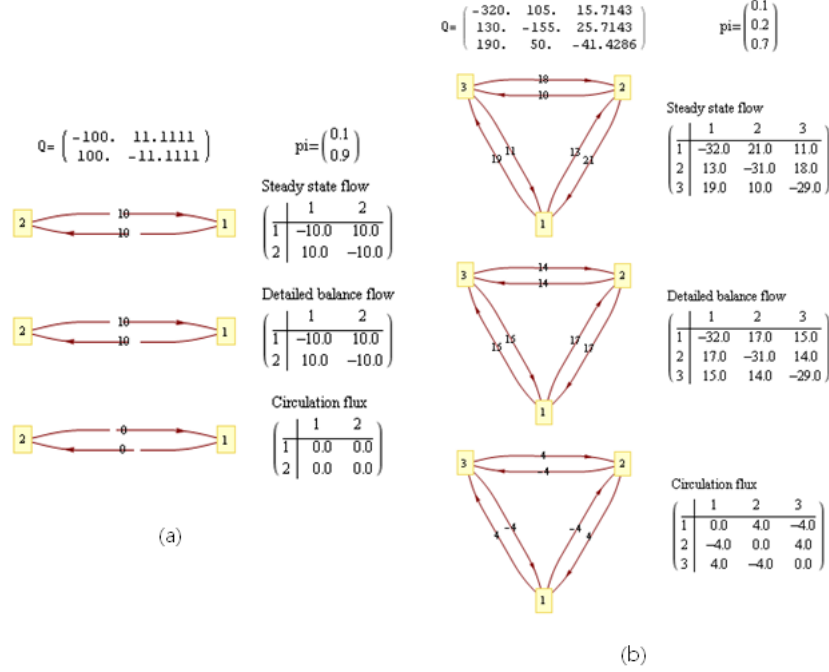 Q= ( -100. 11.1111
100. -11.1111 )
pi= ( 0.1
0.9 )
2 10 1
10
Steady state flow
1 2
1 -10.0 10.0
2 10.0 -10.0
2 10 1
10
Detailed balance flow
1 2
1 -10.0 10.0
2 10.0 -10.0
2 -0 1
0
Circulation flux
1 2
1 0.0 0.0
2 0.0 0.0
(a)
Q= ( -320. 105. 15.7143
130. -155. 25.7143
190. 50. -41.4286 )
pi= ( 0.1
0.2
0.7 )
3 18 2
10
11 13
19 21
1
Steady state flow
1 2 3
1 -32.0 21.0 11.0
2 13.0 -31.0 18.0
3 19.0 10.0 -29.0
3 14 2
14
15 17
15 17
1
Detailed balance flow
1 2 3
1 -32.0 17.0 15.0
2 17.0 -31.0 14.0
3 15.0 14.0 -29.0
3 4 2
-4
-4 -4
4 4
1
Circulation flux
1 2 3
1 0.0 4.0 -4.0
2 -4.0 0.0 4.0
3 4.0 -4.0 0.0
(b)